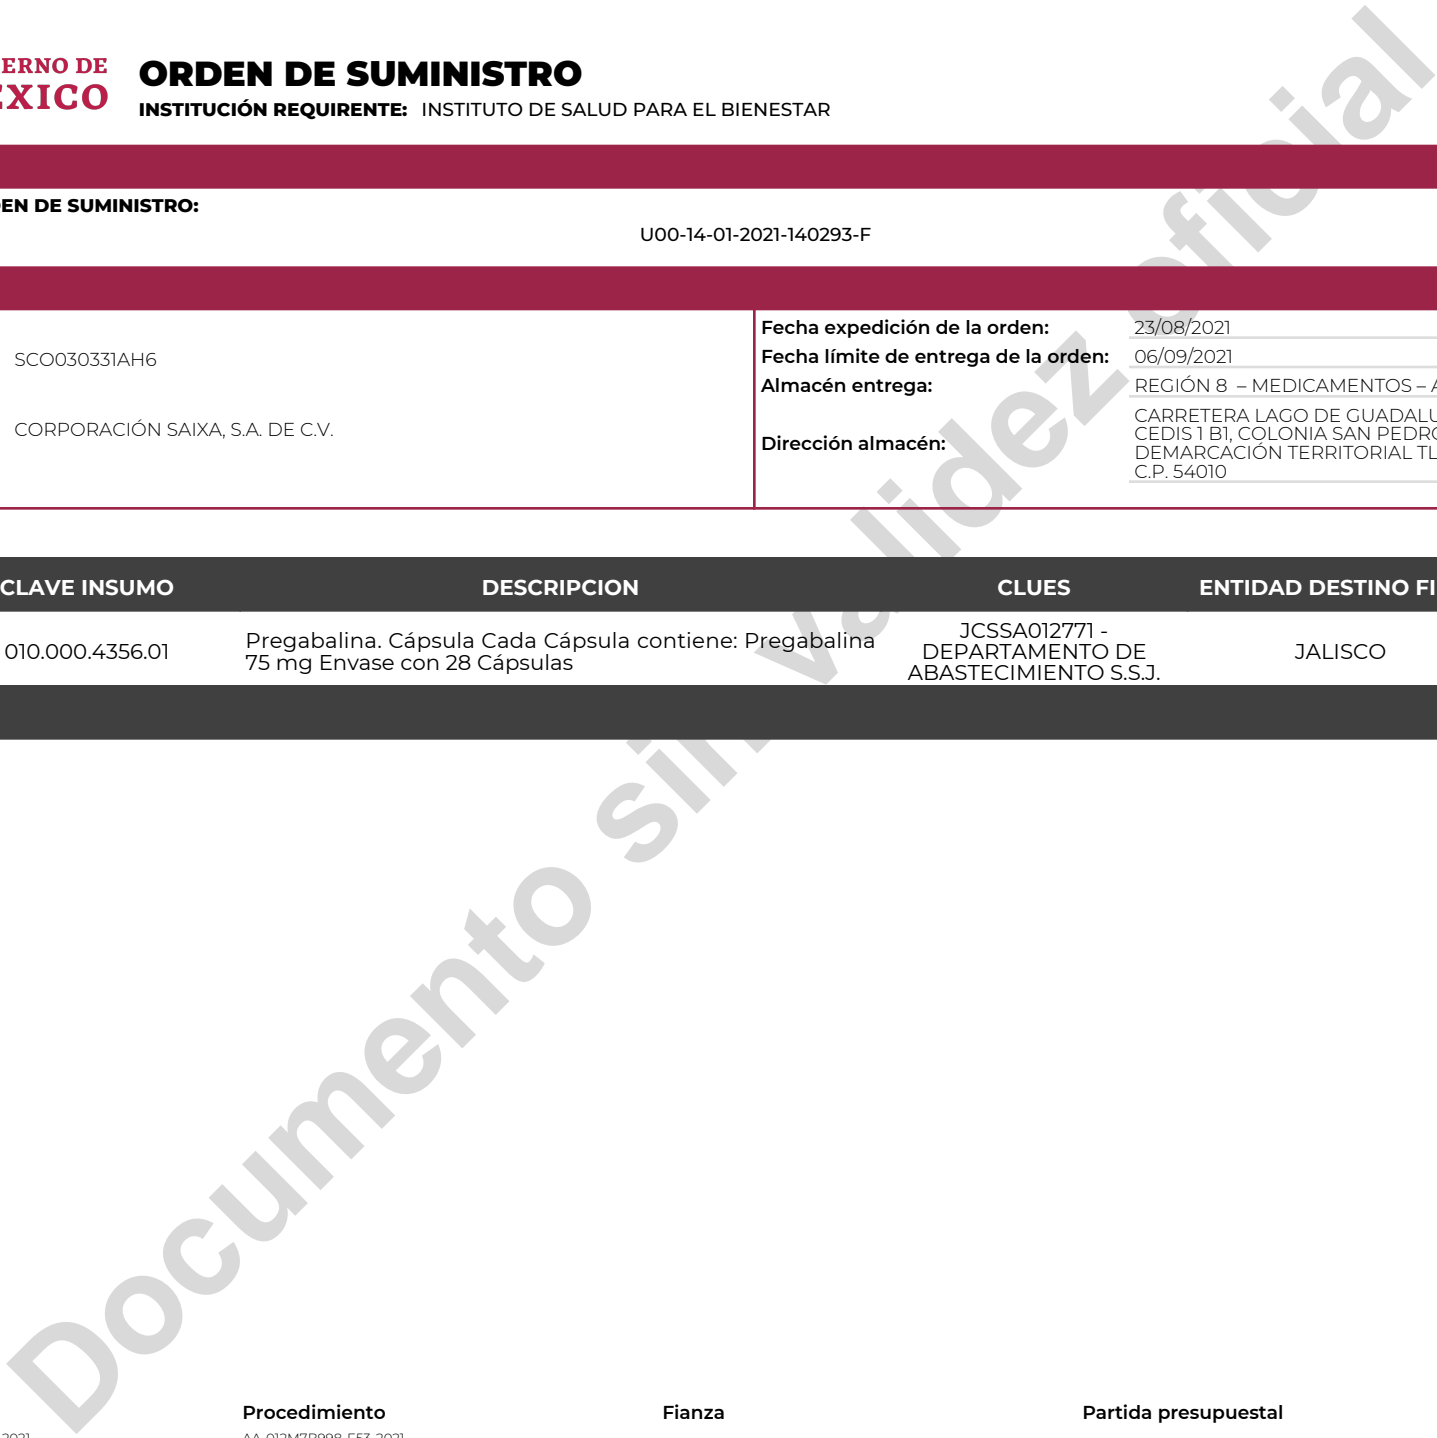 ERNO DE
ÉXICO
ORDEN DE SUMINISTRO
INSTITUCIÓN REQUIRENTE: INSTITUTO DE SALUD PARA EL BIENESTAR
EN DE SUMINISTRO:
U00-14-01-2021-140293-F
SCO030331AH6
CORPORACIÓN SAIXA, S.A. DE C.V.
Fecha expedición de la orden: 23/08/2021
Fecha límite de entrega de la orden: 06/09/2021
Almacén entrega: REGIÓN 8 – MEDICAMENTOS – A
Dirección almacén:
CARRETERA LAGO DE GUADALU
CEDIS 1 B1, COLONIA SAN PEDRO
DEMARCACIÓN TERRITORIAL TL
C.P. 54010
CLAVE INSUMO DESCRIPCION CLUES ENTIDAD DESTINO FI
010.000.4356.01
Pregabalina. Cápsula Cada Cápsula contiene: Pregabalina
75 mg Envase con 28 Cápsulas
JCSSA012771 -
DEPARTAMENTO DE
ABASTECIMIENTO S.S.J.
JALISCO
Documento sin validez oficial
Procedimiento Fianza Partida presupuestal